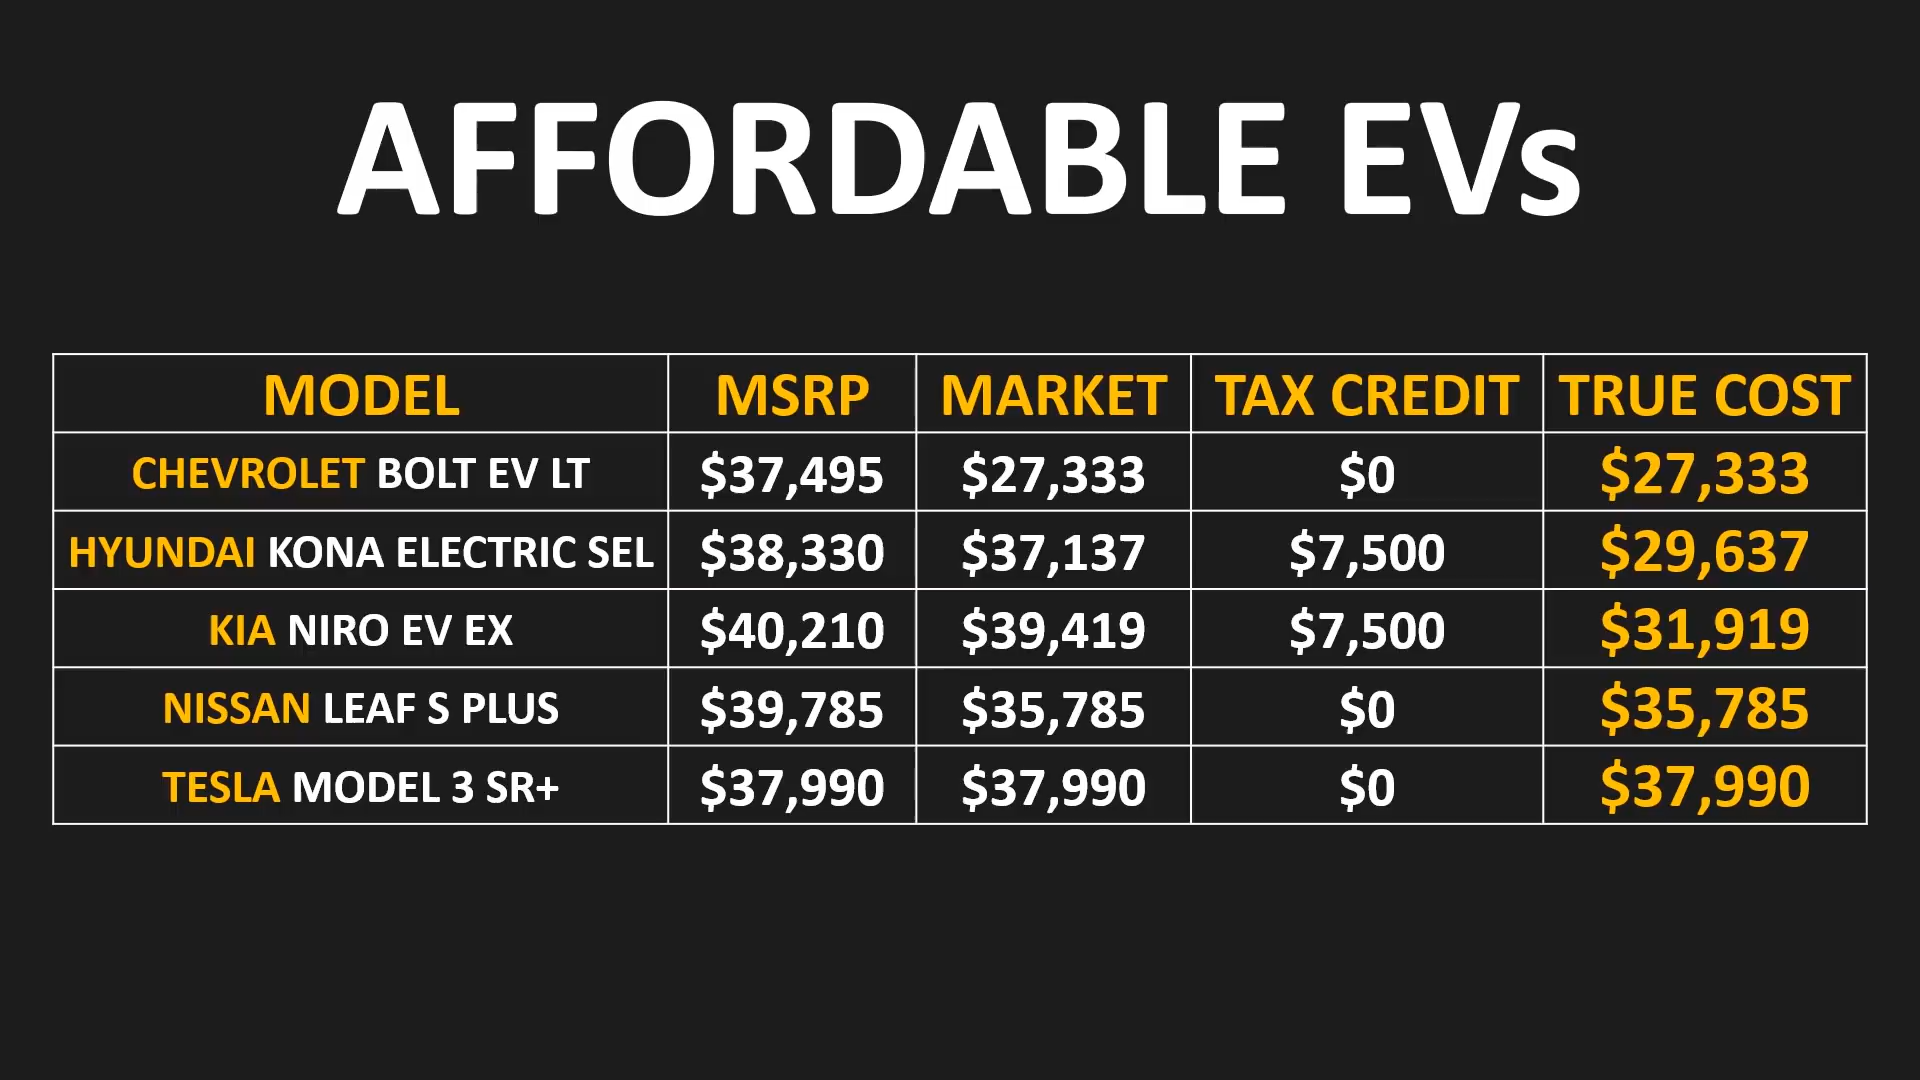 AFFORDABLE EVs
MODEL MSRP MARKET TAX CREDIT TRUE COST
CHEVROLET BOLT EV LT $37,495 $27,333 $0 $27,333
HYUNDAI KONA ELECTRIC SEL $38,330 $37,137 $7,500 $29,637
KIA NIRO EV EX $40,210 $39,419 $7,500 $31,919
NISSAN LEAF S PLUS $39,785 $35,785 $0 $35,785
TESLA MODEL 3 SR+ $37,990 $37,990 $0 $37,990